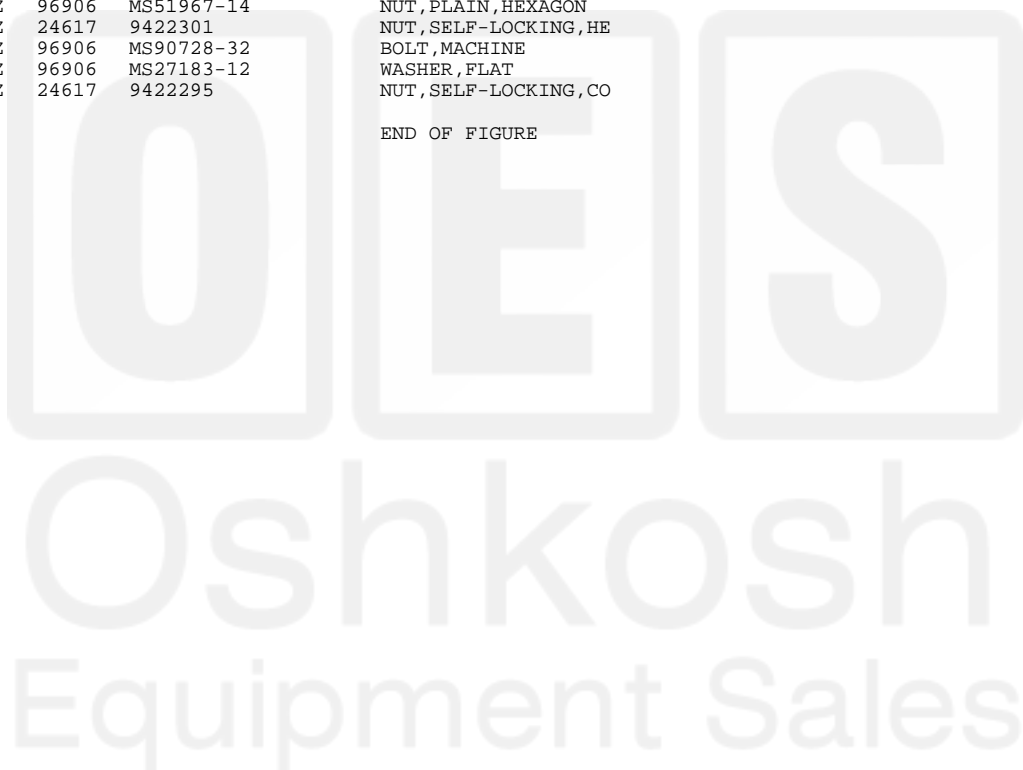 Z 96906 MS51967-14 NUT,PLAIN,HEXAGON
Z 24617 9422301 NUT,SELF-LOCKING,HE
Z 96906 MS90728-32 BOLT,MACHINE
Z 96906 MS27183-12 WASHER,FLAT
Z 24617 9422295 NUT,SELF-LOCKING,CO
END OF FIGURE
OES
Oshkosh
Equipment Sales